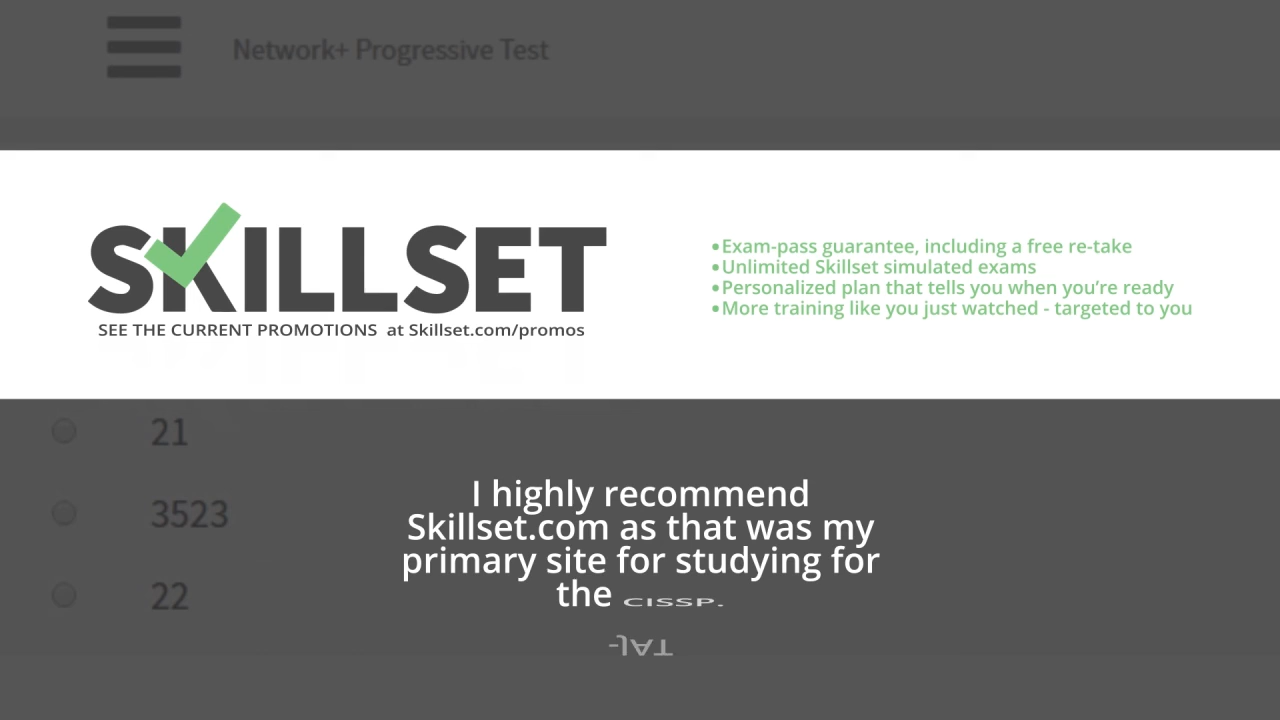 Network+ Progressive Test
SKILLSET
SEE THE CURRENT PROMOTIONS at Skillset.com/promos
•Exam-pass guarantee, including a free re-take
•Unlimited Skillset simulated exams
•Personalized plan that tells you when you’re ready
•More training like you just watched - targeted to you
21
3523
22
I highly recommend
Skillset.com as that was my
primary site for studying for
the CISSP.